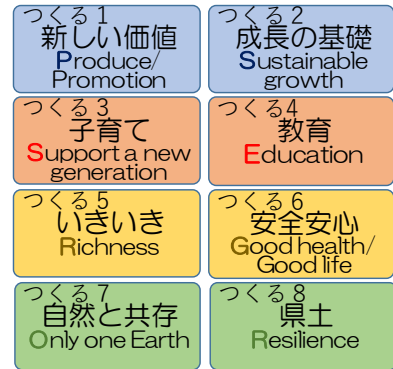 つくる 1
新しい価値
Produce/
Promotion
つくる 2
成長の基礎
Sustainable
growth
つくる 3
子育て
Support a new
generation
つくる4
教育
Education
つくる 5
いきいき
Richness
つくる 6
安全安心
Good health/
Good life
つくる 7
自然と共存
Only one Earth
つくる 8
県土
Resilience